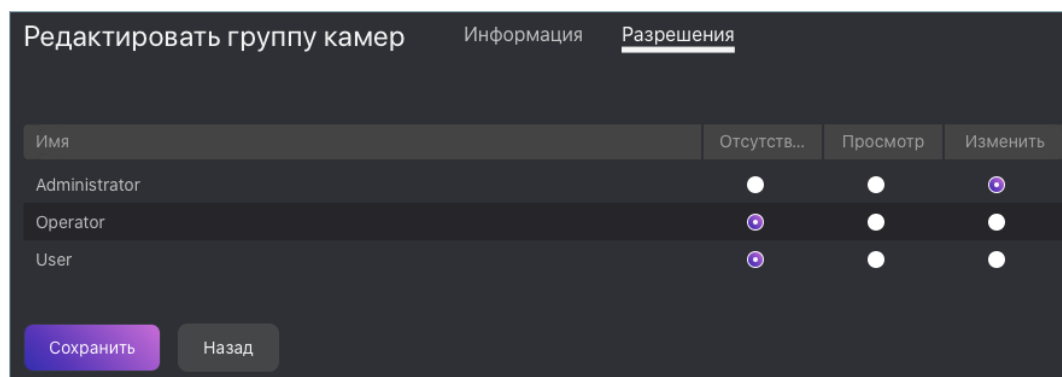 Редактировать группу камер Информация Разрешения
Имя Отсутств... Просмотр Изменить
Administrator
Operator
User
Сохранить Назад